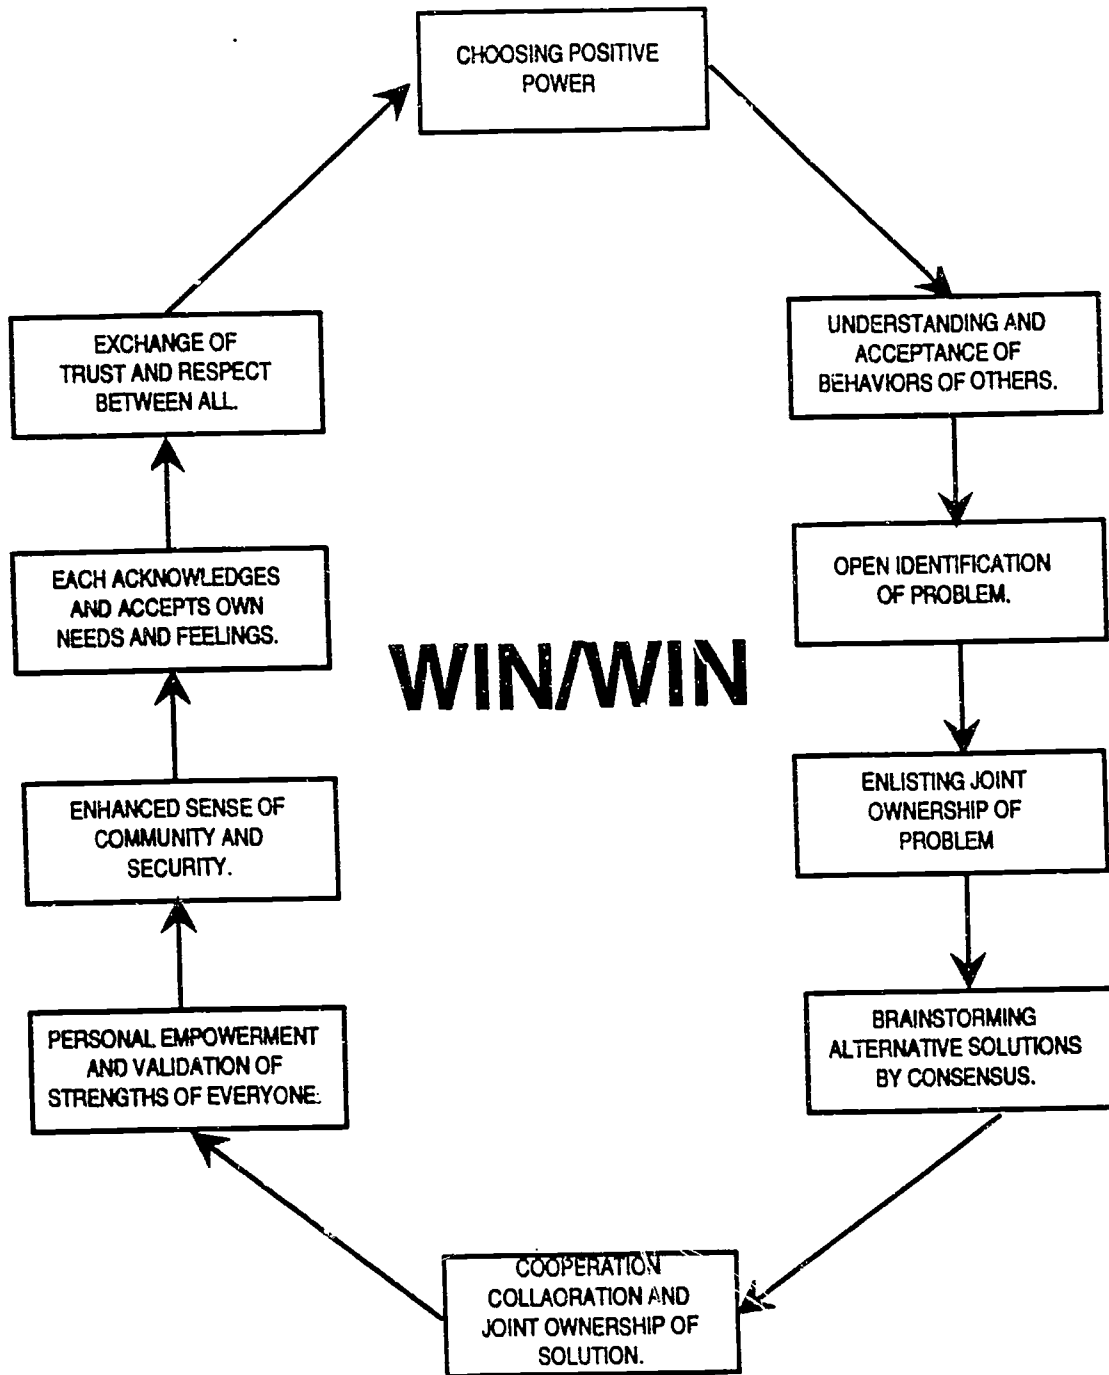 CHOOSING POSITIVE
POWER
UNDERSTANDING AND
ACCEPTANCE OF
BEHAVIORS OF OTHERS.
OPEN IDENTIFICATION
OF PROBLEM.
ENLISTING JOINT
OWNERSHIP OF
PROBLEM
BRAINSTORMING
ALTERNATIVE SOLUTIONS
BY CONSENSUS.
COOPERATION
COLLAORATION AND
JOINT OWNERSHIP OF
SOLUTION.
PERSONAL EMPOWERMENT
AND VALIDATION OF
STRENGTHS OF EVERYONE.
ENHANCED SENSE OF
COMMUNITY AND
SECURITY.
EACH ACKNOWLEDGES
AND ACCEPTS OWN
NEEDS AND FEELINGS.
EXCHANGE OF
TRUST AND RESPECT
BETWEEN ALL.
WIN/WIN